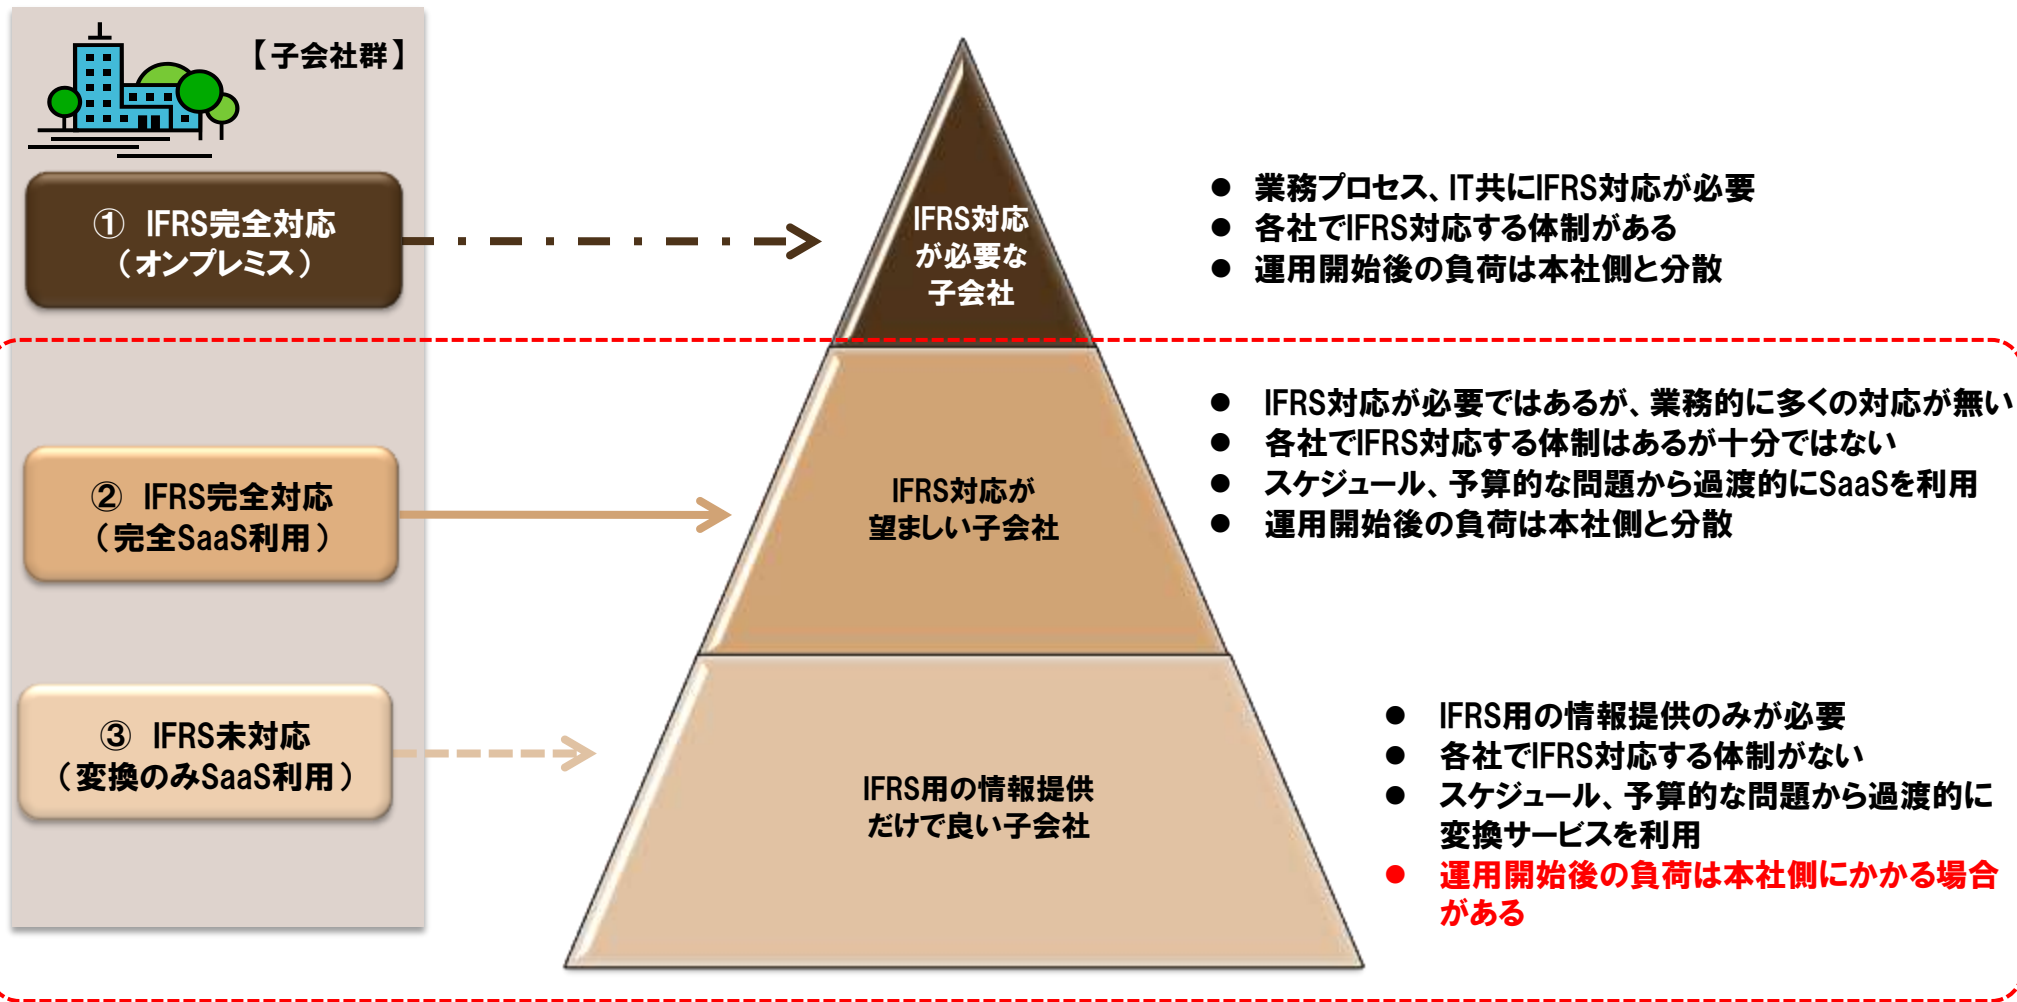 【子会社群】
① IFRS完全対応
（オンプレミス）
② IFRS完全対応
（完全SaaS利用）
③ IFRS未対応
（変換のみSaaS利用）
IFRS対応
が必要な
子会社
IFRS対応が
望ましい子会社
IFRS用の情報提供
だけで良い子会社
● 業務プロセス、IT共にIFRS対応が必要
● 各社でIFRS対応する体制がある
● 運用開始後の負荷は本社側と分散
● IFRS対応が必要ではあるが、業務的に多くの対応が無い
● 各社でIFRS対応する体制はあるが十分ではない
● スケジュール、予算的な問題から過渡的にSaaSを利用
● 運用開始後の負荷は本社側と分散
● IFRS用の情報提供のみが必要
● 各社でIFRS対応する体制がない
● スケジュール、予算的な問題から過渡的に
変換サービスを利用
● 運用開始後の負荷は本社側にかかる場合
がある